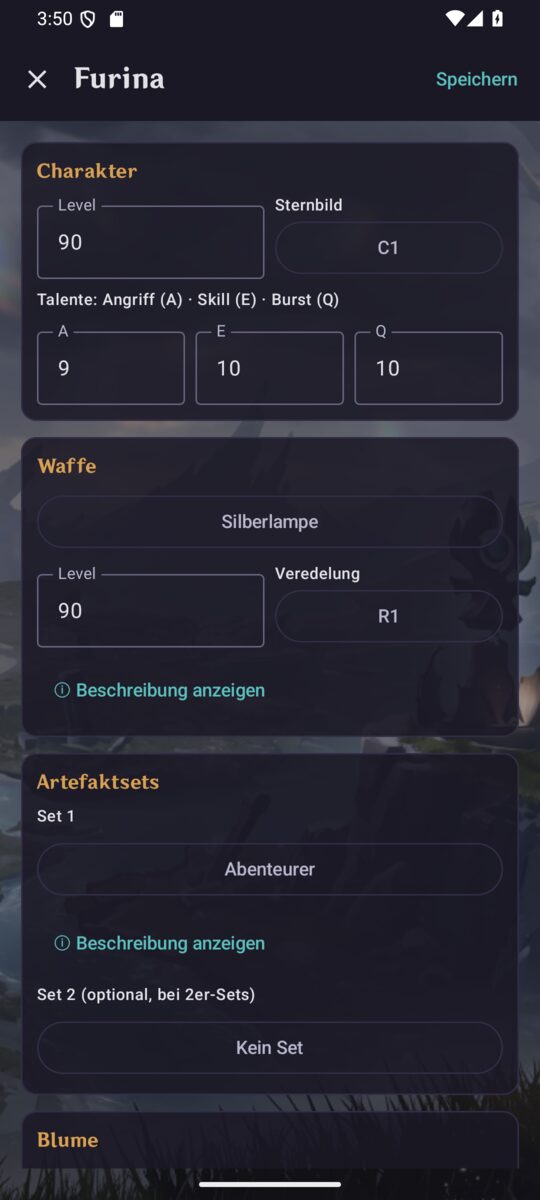 3:50
Furina
Speichern
Charakter
Level
Sternbild
90
C1
Talente: Angriff (A) · Skill (E) · Burst (Q)
A
E
Q
9
10
10
Waffe
Silberlampe
Level
Veredelung
90
R1
Beschreibung anzeigen
Artefaktsets
Set 1
Abenteurer
Beschreibung anzeigen
Set 2 (optional, bei 2er-Sets)
Kein Set
Blume